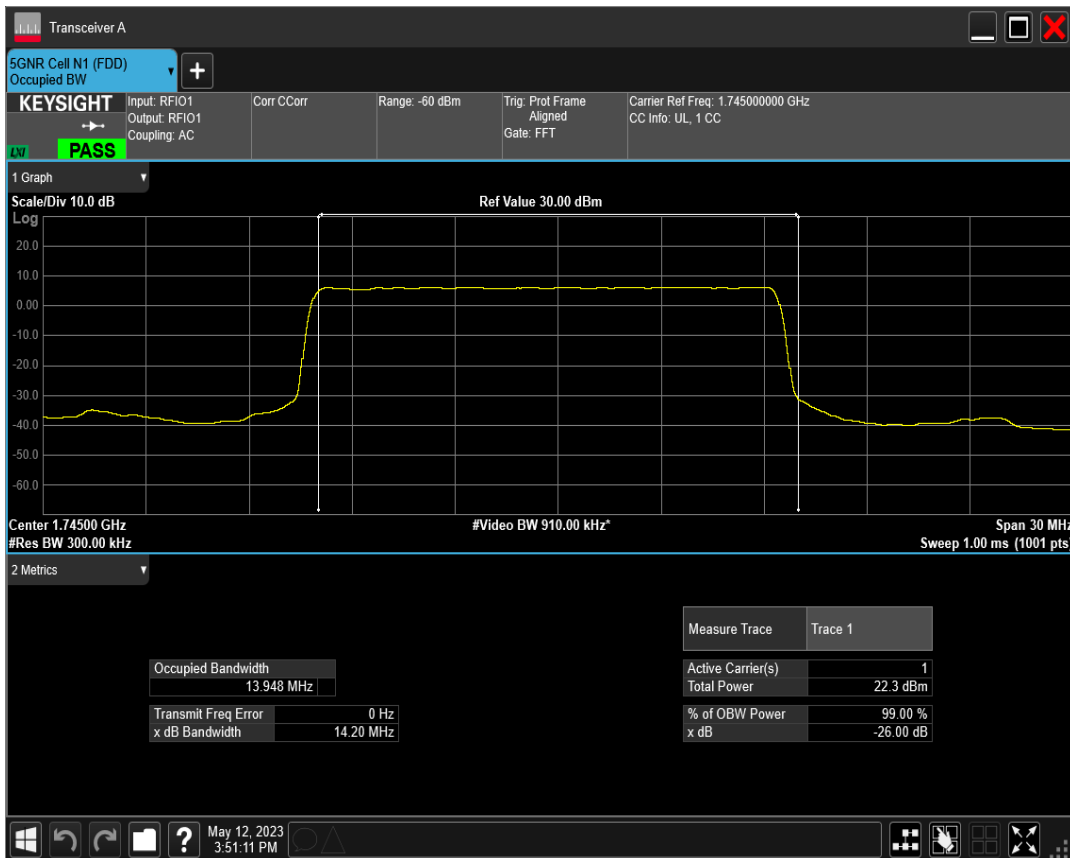 Transceiver A
5GNR Cell N1 (FDD)
Occupied BW
+
KEYSIGHT
LXI
PASS
Input: RFIO1
Output: RFIO1
Coupling: AC
Corr CCorr
Range: -60 dBm
Trig: Prot Frame
Aligned
Gate: FFT
Carrier Ref Freq: 1.745000000 GHz
CC Info: UL, 1 CC
1 Graph
Scale/Div 10.0 dB
Ref Value 30.00 dBm
Log
20.0
10.0
0.00
-10.0
-20.0
-30.0
-40.0
-50.0
-60.0
Center 1.74500 GHz
#Video BW 910.00 kHz*
Span 30 MHz
#Res BW 300.00 kHz
Sweep 1.00 ms (1001 pts)
2 Metrics
Measure Trace Trace 1
Occupied Bandwidth
13.948 MHz
Active Carrier(s) 1
Total Power 22.3 dBm
Transmit Freq Error 0 Hz
x dB Bandwidth 14.20 MHz
% of OBW Power 99.00 %
x dB -26.00 dB
?
May 12, 2023
3:51:11 PM